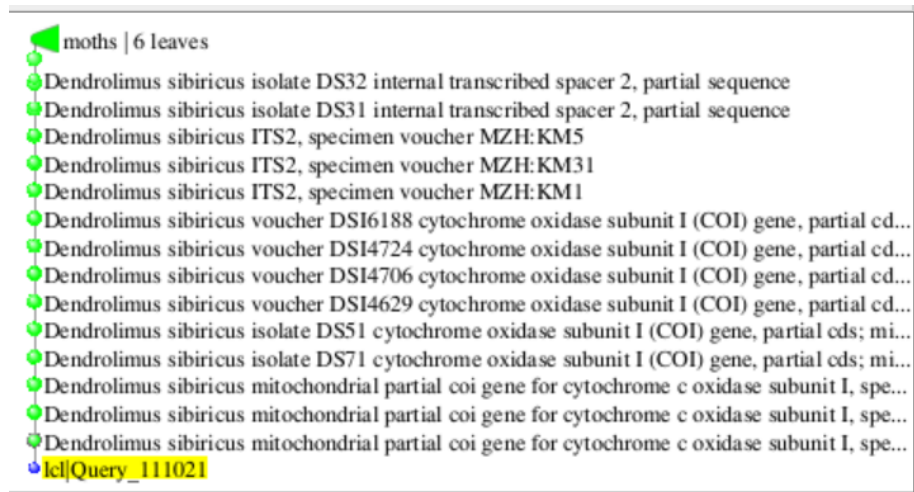 moths | 6 leaves
Dendrolimus sibiricus isolate DS32 internal transcribed spacer 2, partial sequence
Dendrolimus sibiricus isolate DS31 internal transcribed spacer 2, partial sequence
Dendrolimus sibiricus ITS2, specimen voucher MZH:KM5
Dendrolimus sibiricus ITS2, specimen voucher MZH:KM31
Dendrolimus sibiricus ITS2, specimen voucher MZH:KM1
Dendrolimus sibiricus voucher DSI6188 cytochrome oxidase subunit I (COI) gene, partial cd...
Dendrolimus sibiricus voucher DSI4724 cytochrome oxidase subunit I (COI) gene, partial cd...
Dendrolimus sibiricus voucher DSI4706 cytochrome oxidase subunit I (COI) gene, partial cd...
Dendrolimus sibiricus voucher DSI4629 cytochrome oxidase subunit I (COI) gene, partial cd...
Dendrolimus sibiricus isolate DS51 cytochrome oxidase subunit I (COI) gene, partial cds; mi...
Dendrolimus sibiricus isolate DS71 cytochrome oxidase subunit I (COI) gene, partial cds; mi...
Dendrolimus sibiricus mitochondrial partial coi gene for cytochrome c oxidase subunit I, spe...
Dendrolimus sibiricus mitochondrial partial coi gene for cytochrome c oxidase subunit I, spe...
Dendrolimus sibiricus mitochondrial partial coi gene for cytochrome c oxidase subunit I, spe...
lcl|Query_111021